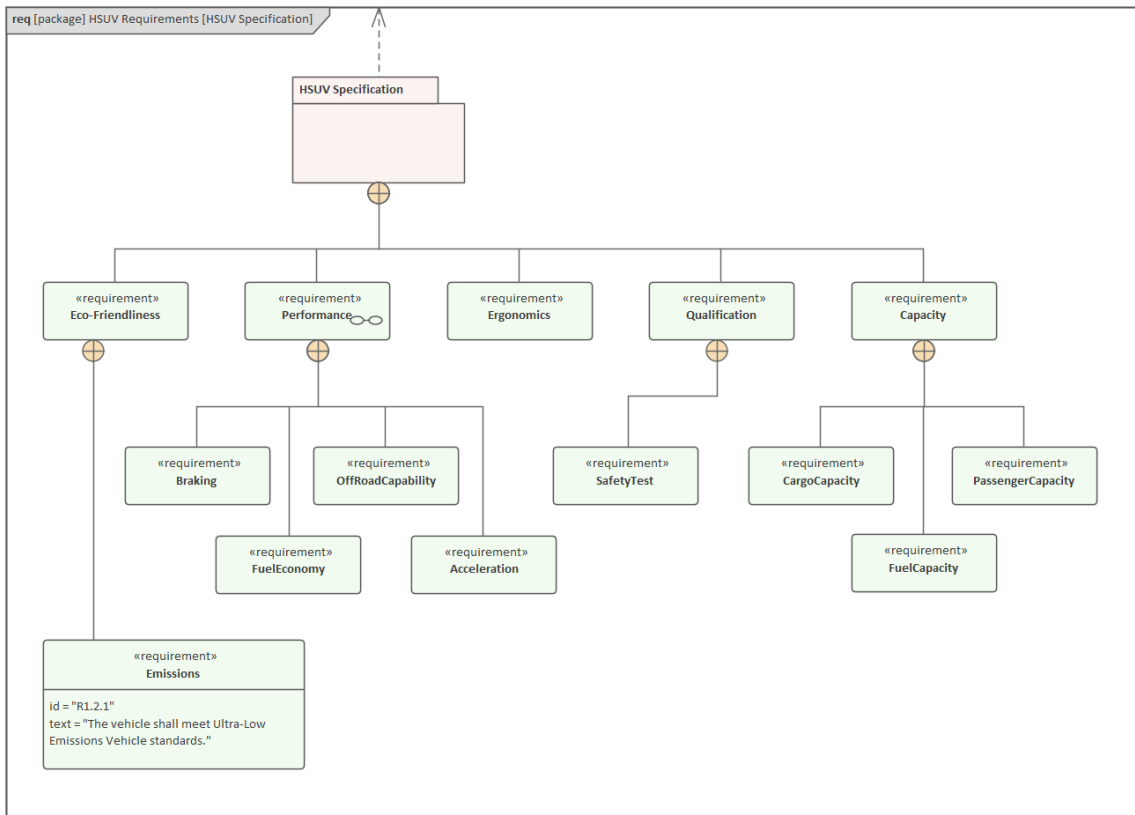 req [package] HSUV Requirements [HSUV Specification]
HSUV Specification
«requirement»
Eco-Friendliness
«requirement»
Performance
«requirement»
Ergonomics
«requirement»
Qualification
«requirement»
Capacity
«requirement»
Braking
«requirement»
OffRoadCapability
«requirement»
SafetyTest
«requirement»
CargoCapacity
«requirement»
PassengerCapacity
«requirement»
FuelEconomy
«requirement»
Acceleration
«requirement»
FuelCapacity
«requirement»
Emissions
id = "R1.2.1"
text = "The vehicle shall meet Ultra-Low
Emissions Vehicle standards."